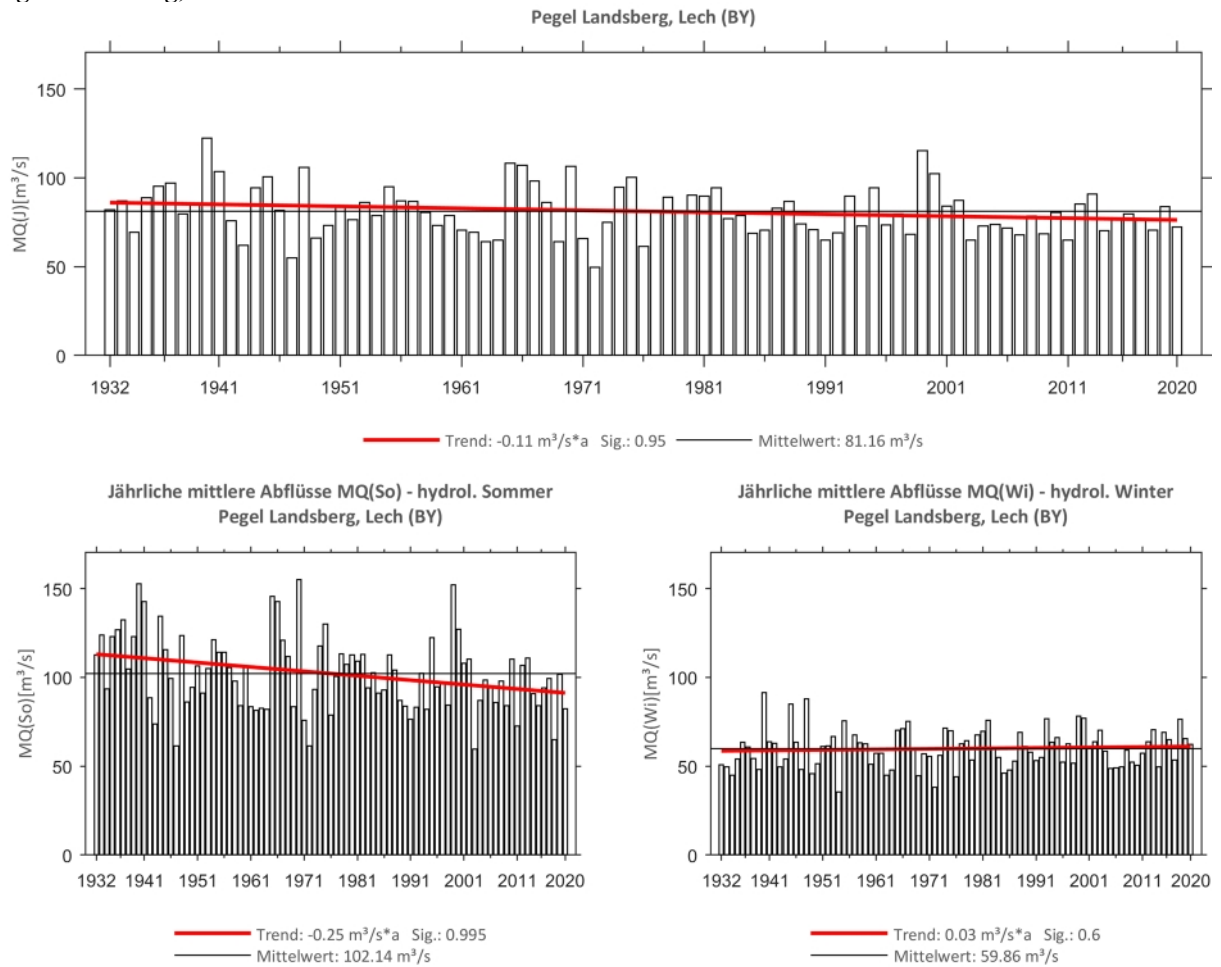 Pegel Landsberg, Lech (BY)
MQ(J)[m³/s]
150
100
50
0
1932 1941 1951 1961 1971 1981 1991 2001 2011 2020
Trend: -0.11 m³/s*a Sig.: 0.95 Mittelwert: 81.16 m³/s
Jährliche mittlere Abflüsse MQ(So) - hydrol. Sommer
Pegel Landsberg, Lech (BY)
MQ(So)[m³/s]
150
100
50
0
1932 1941 1951 1961 1971 1981 1991 2001 2011 2020
Trend: -0.25 m³/s*a Sig.: 0.995
Mittelwert: 102.14 m³/s
Jährliche mittlere Abflüsse MQ(Wi) - hydrol. Winter
Pegel Landsberg, Lech (BY)
MQ(Wi)[m³/s]
150
100
50
0
1932 1941 1951 1961 1971 1981 1991 2001 2011 2020
Trend: 0.03 m³/s*a Sig.: 0.6
Mittelwert: 59.86 m³/s